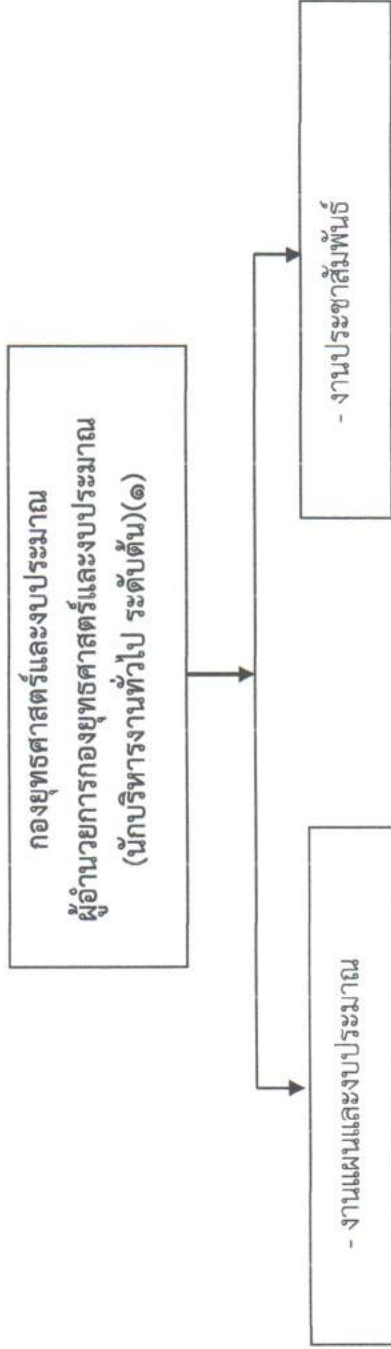 กองยุทธศาสตร์และงบประมาณ
ผู้อำนวยการกองยุทธศาสตร์และงบประมาณ
(นักบริหารงานทั่วไป ระดับต้น)(๑)
- งานแผนและงบประมาณ
- งานประชาสัมพันธ์